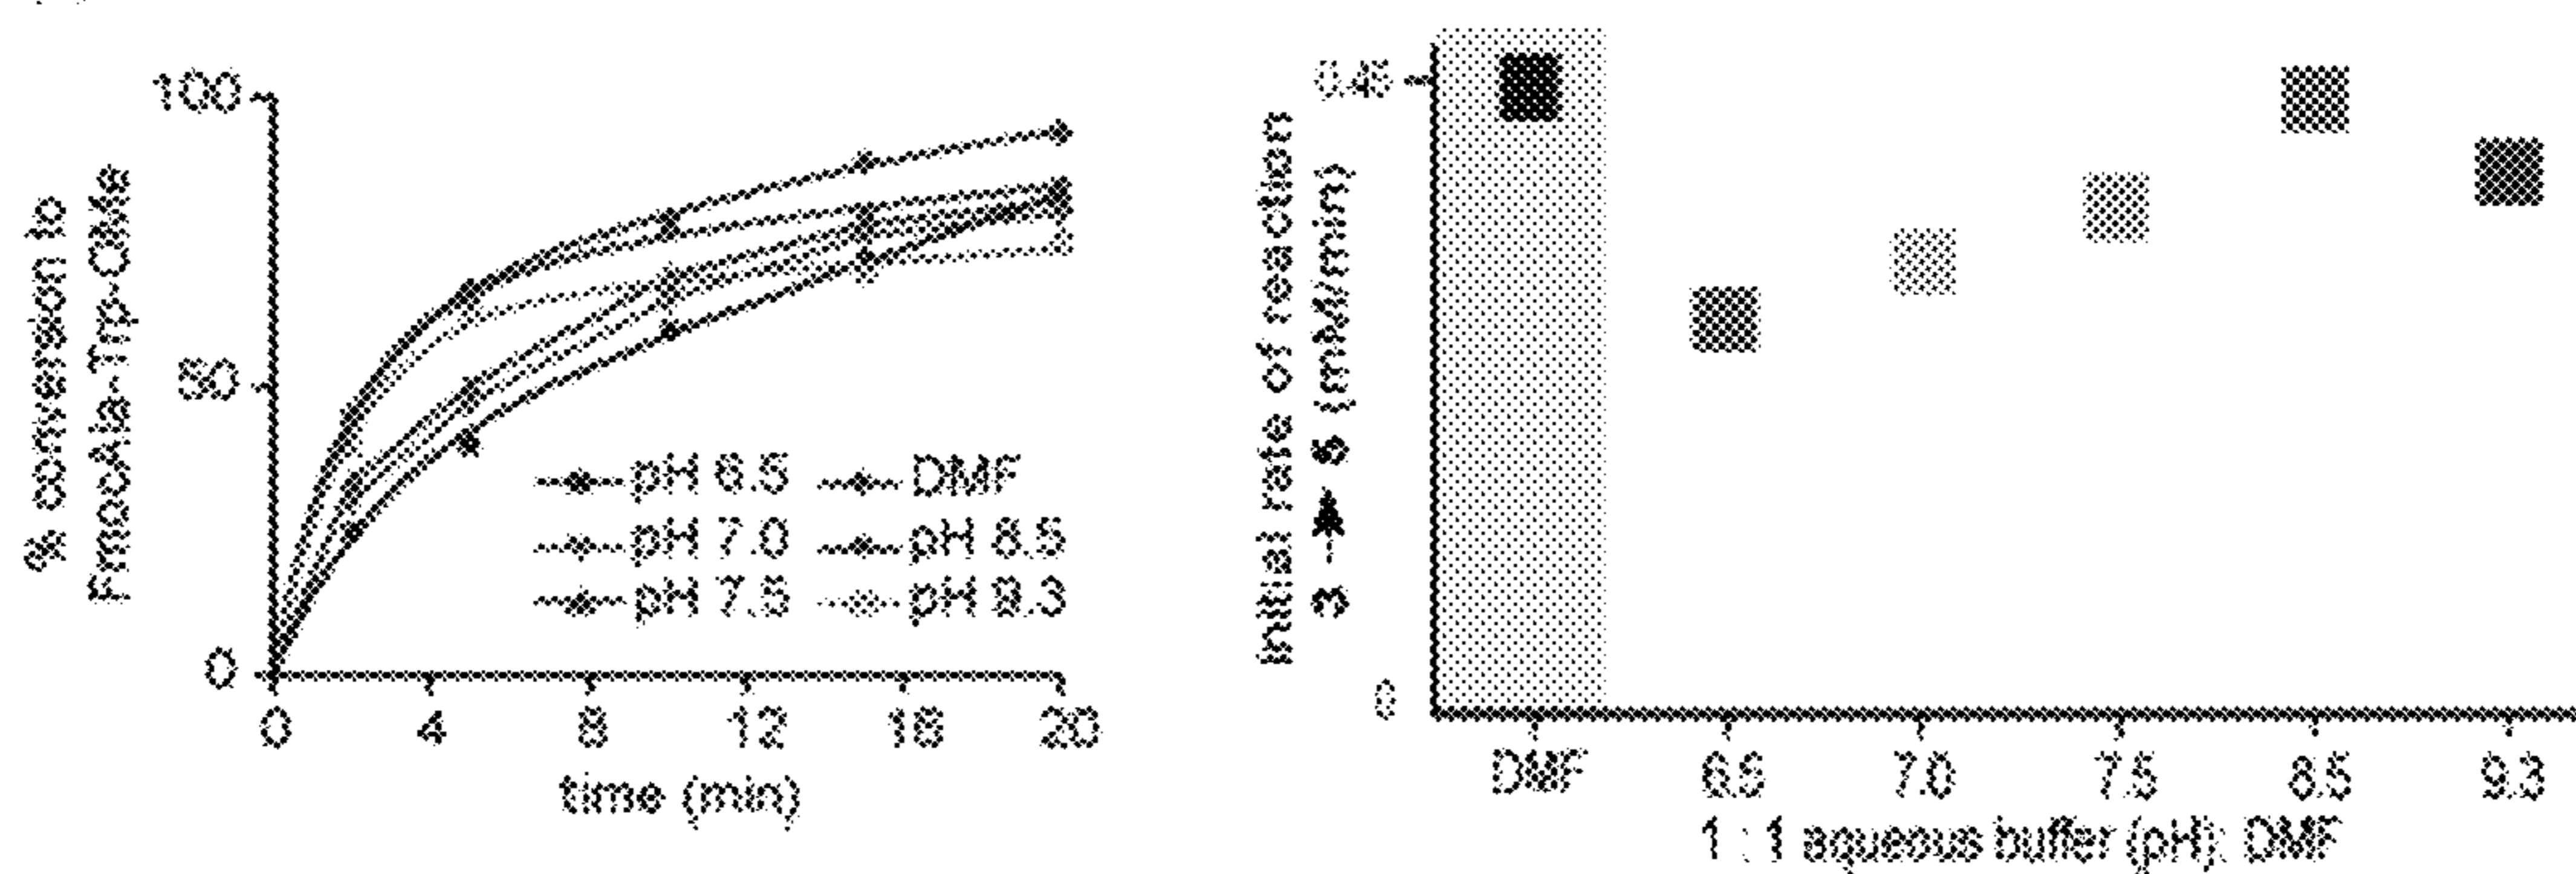 100
50
0
% conversion to
FmocAla-Trp-OMe
pH 6.5
DMF
pH 7.0
pH 8.5
pH 7.5
pH 9.3
0 4 8 12 16 20
time (min)
0.45
0
initial rate of reaction
3 → 5 (mM/min)
DMF 6.5 7.0 7.5 8.5 9.3
1 : 1 aqueous buffer (pH): DMF